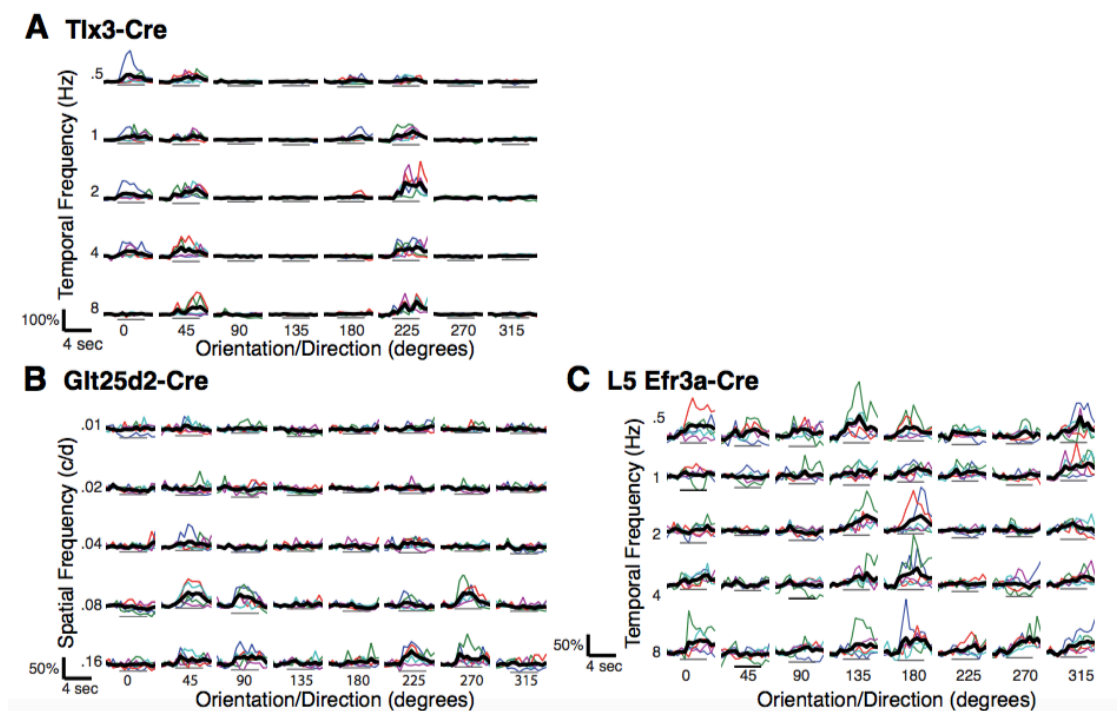 A Tlx3-Cre
Temporal Frequency (Hz)
.5
1
2
4
8
100%
4 sec
0 45 90 135 180 225 270 315
Orientation/Direction (degrees)
B Glt25d2-Cre
Spatial Frequency (c/d)
.01
.02
.04
.08
.16
50%
4 sec
0 45 90 135 180 225 270 315
Orientation/Direction (degrees)
C L5 Efr3a-Cre
Temporal Frequency (Hz)
.5
1
2
4
8
50%
4 sec
0 45 90 135 180 225 270 315
Orientation/Direction (degrees)